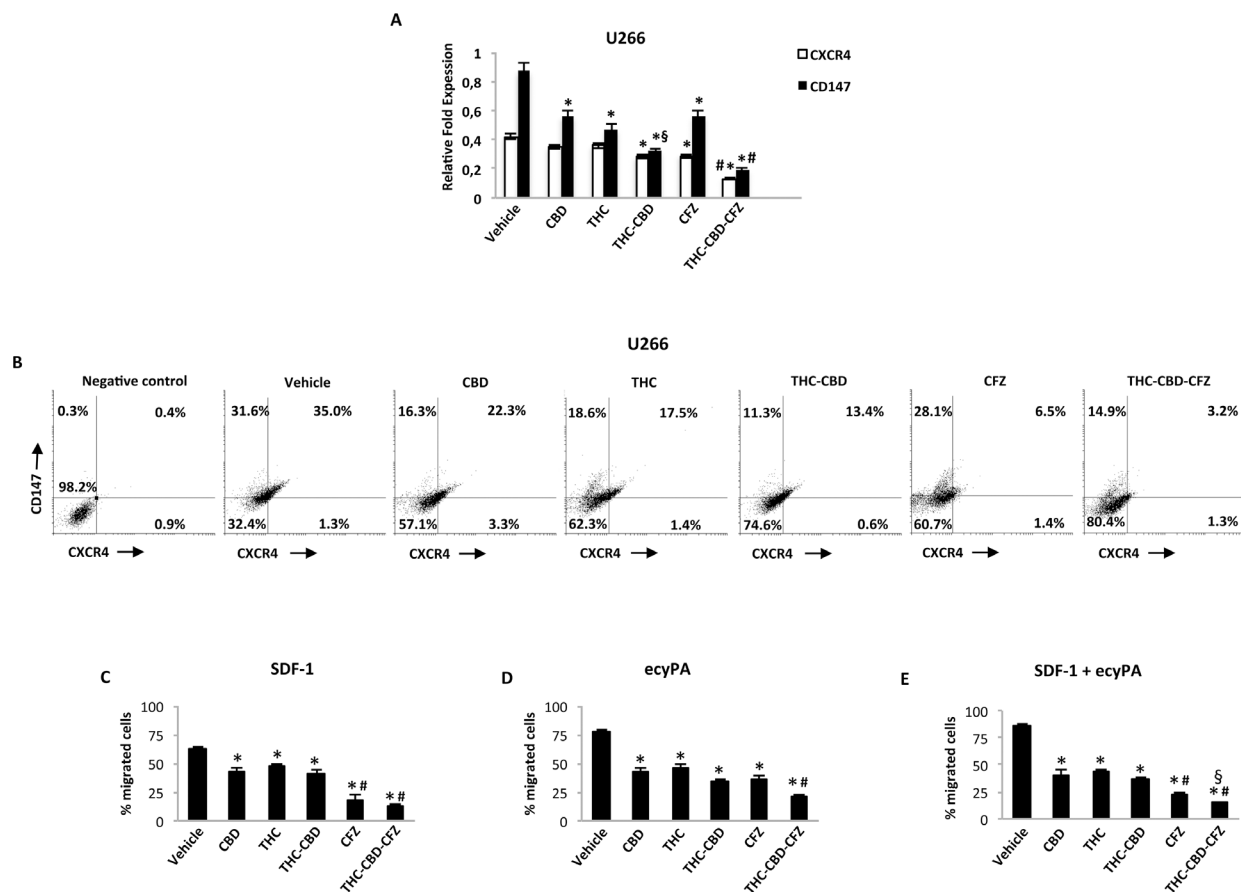 A
U266
Relative Fold Expession
1
0,8
0,6
0,4
0,2
0
CXCR4
CD147
*
*
* *§
* *
#* *#
Vehicle
CBD
THC
THC-CBD
CFZ
THC-CBD-CFZ
B
U266
Negative control
Vehicle
CBD
THC
THC-CBD
CFZ
THC-CBD-CFZ
0.3% 0.4%
31.6% 35.0%
16.3% 22.3%
18.6% 17.5%
11.3% 13.4%
28.1% 6.5%
14.9% 3.2%
CD147
98.2%
0.9%
32.4% 1.3%
57.1% 3.3%
62.3% 1.4%
74.6% 0.6%
60.7% 1.4%
80.4% 1.3%
CXCR4
CXCR4
CXCR4
CXCR4
CXCR4
CXCR4
CXCR4
C
SDF-1
% migrated cells
100
75
50
25
0
*
*
*
*#
*#
Vehicle
CBD
THC
THC-CBD
CFZ
THC-CBD-CFZ
D
ecyPA
% migrated cells
100
75
50
25
0
*
*
*
*
*#
Vehicle
CBD
THC
THC-CBD
CFZ
THC-CBD-CFZ
E
SDF-1 + ecyPA
% migrated cells
100
75
50
25
0
*
*
*
*#
§
*#
Vehicle
CBD
THC
THC-CBD
CFZ
THC-CBD-CFZ